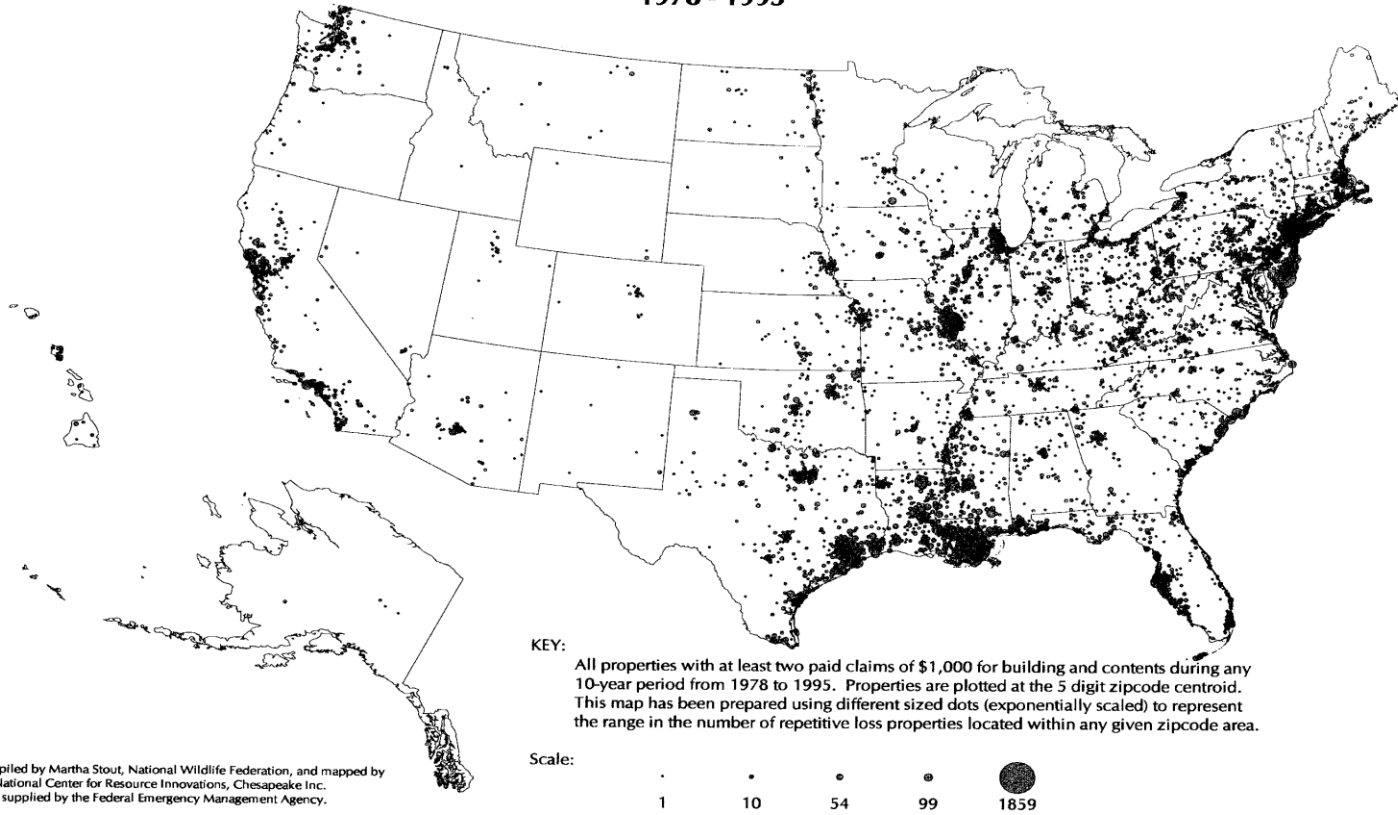 1978 - 1995
KEY:
All properties with at least two paid claims of $1,000 for building and contents during any
10-year period from 1978 to 1995. Properties are plotted at the 5 digit zipcode centroid.
This map has been prepared using different sized dots (exponentially scaled) to represent
the range in the number of repetitive loss properties located within any given zipcode area.
Scale:
1 10 54 99 1859
piled by Martha Stout, National Wildlife Federation, and mapped by
National Center for Resource Innovations, Chesapeake Inc.
supplied by the Federal Emergency Management Agency.